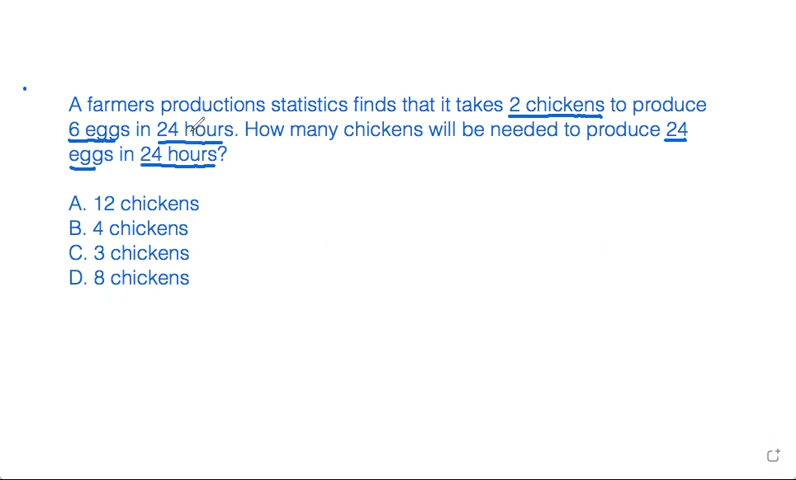 A farmers productions statistics finds that it takes 2 chickens to produce
6 eggs in 24 hours. How many chickens will be needed to produce 24
eggs in 24 hours?
A. 12 chickens
B. 4 chickens
C. 3 chickens
D. 8 chickens